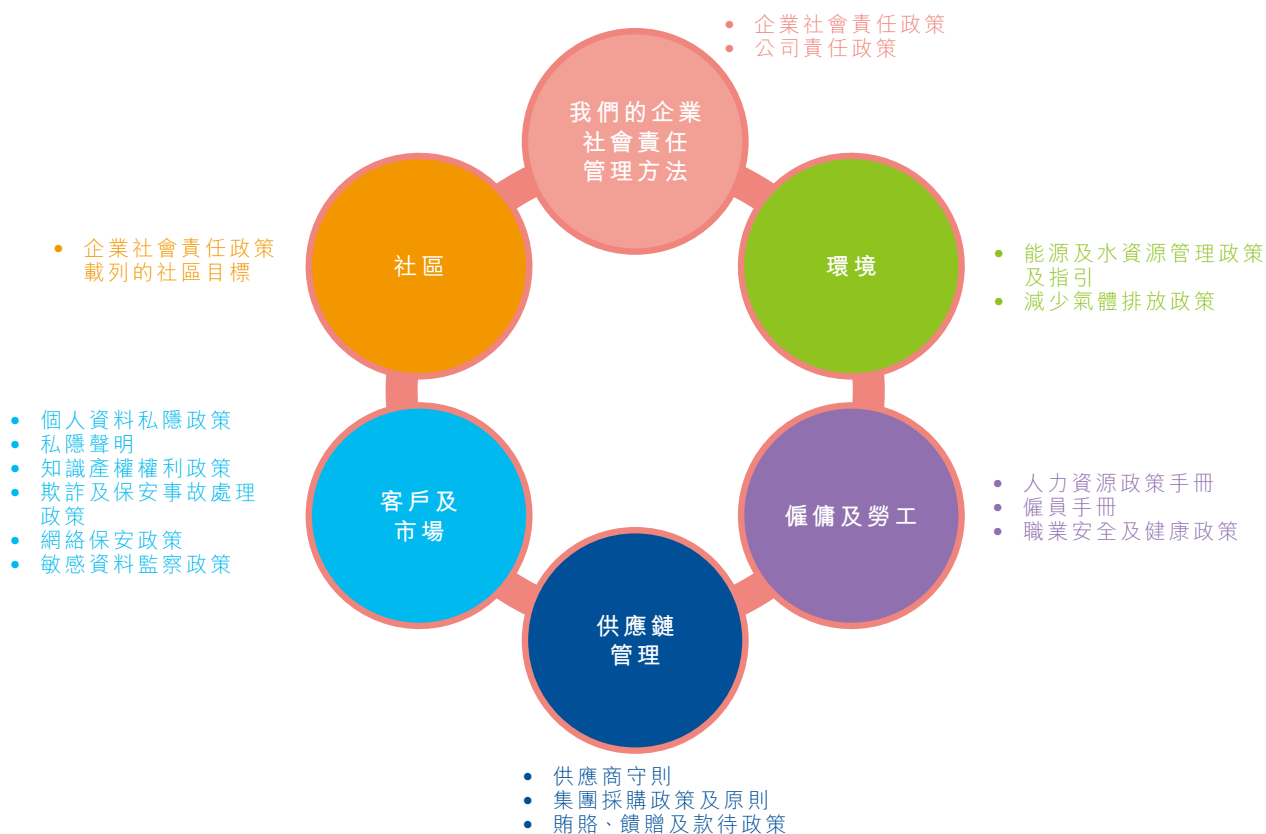 • 企業社會責任政策
• 公司責任政策
我們的企業
社會責任
管理方法
社區
• 企業社會責任政策
載列的社區目標
環境
• 能源及水資源管理政策
及指引
• 減少氣體排放政策
• 個人資料私隱政策
• 私隱聲明
• 知識產權權利政策
• 欺詐及保安事故處理
政策
• 網絡保安政策
• 敏感資料監察政策
客戶及
市場
僱傭及勞工
• 人力資源政策手冊
• 僱員手冊
• 職業安全及健康政策
供應鏈
管理
• 供應商守則
• 集團採購政策及原則
• 賄賂、饋贈及款待政策